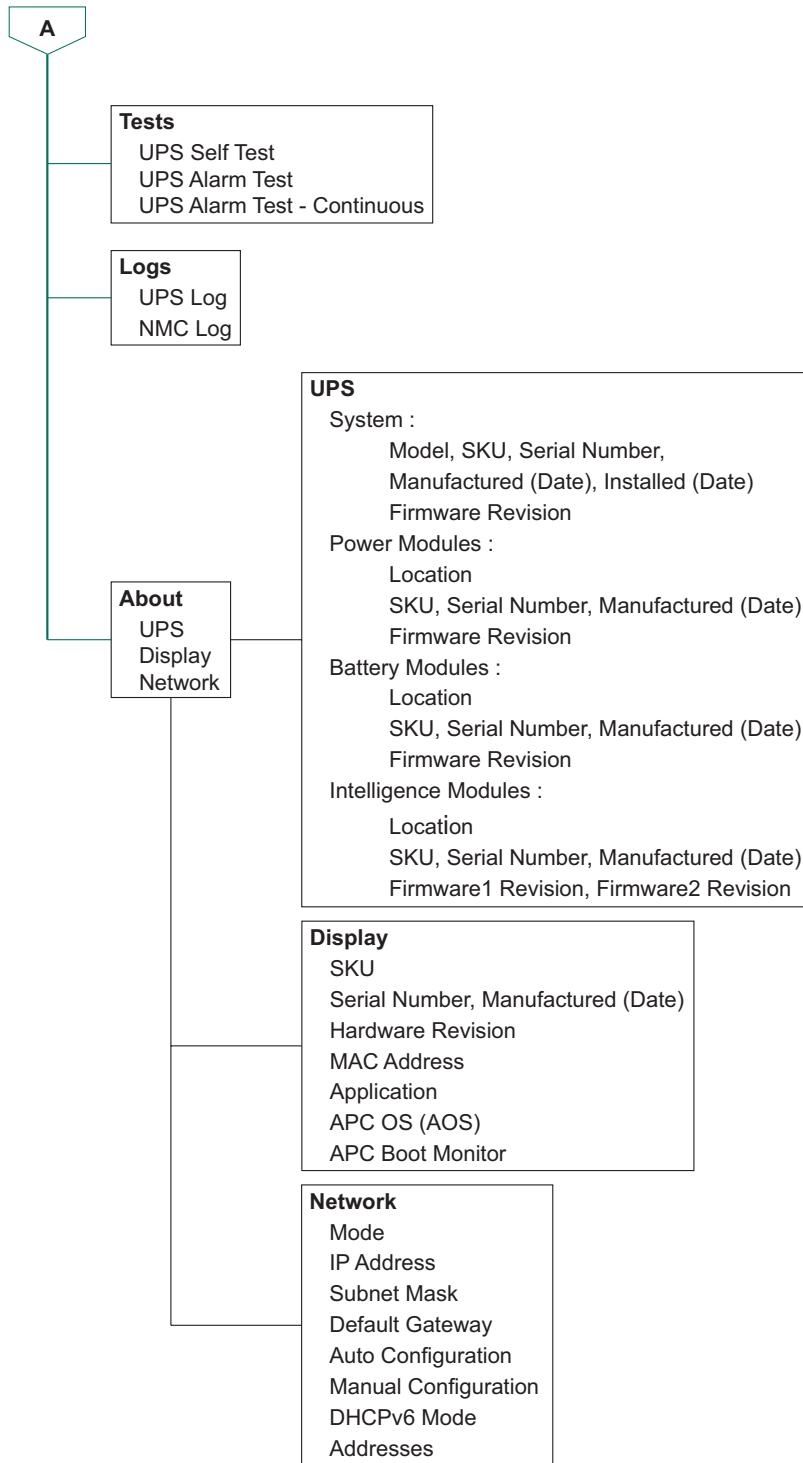 A
Tests
UPS Self Test
UPS Alarm Test
UPS Alarm Test - Continuous
Logs
UPS Log
NMC Log
About
UPS
Display
Network
UPS
System :
Model, SKU, Serial Number,
Manufactured (Date), Installed (Date)
Firmware Revision
Power Modules :
Location
SKU, Serial Number, Manufactured (Date)
Firmware Revision
Battery Modules :
Location
SKU, Serial Number, Manufactured (Date)
Firmware Revision
Intelligence Modules :
Location
SKU, Serial Number, Manufactured (Date)
Firmware1 Revision, Firmware2 Revision
Display
SKU
Serial Number, Manufactured (Date)
Hardware Revision
MAC Address
Application
APC OS (AOS)
APC Boot Monitor
Network
Mode
IP Address
Subnet Mask
Default Gateway
Auto Configuration
Manual Configuration
DHCPv6 Mode
Addresses